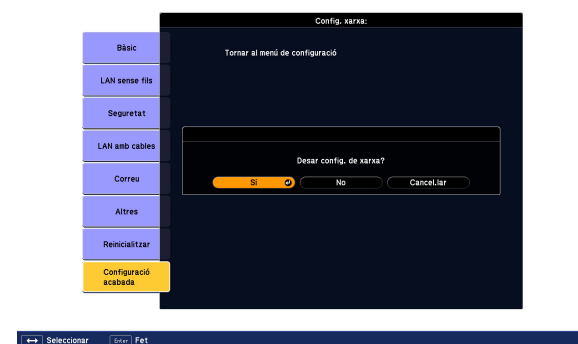 Config. xarxa:
Bàsic
Tornar al menú de configuració
LAN sense fils
Seguretat
LAN amb cables
Desar config. de xarxa?
Sí
No
Cancel.lar
Correu
Altres
Reinicialitzar
Configuració
acabada
Seleccionar
Enter Fet